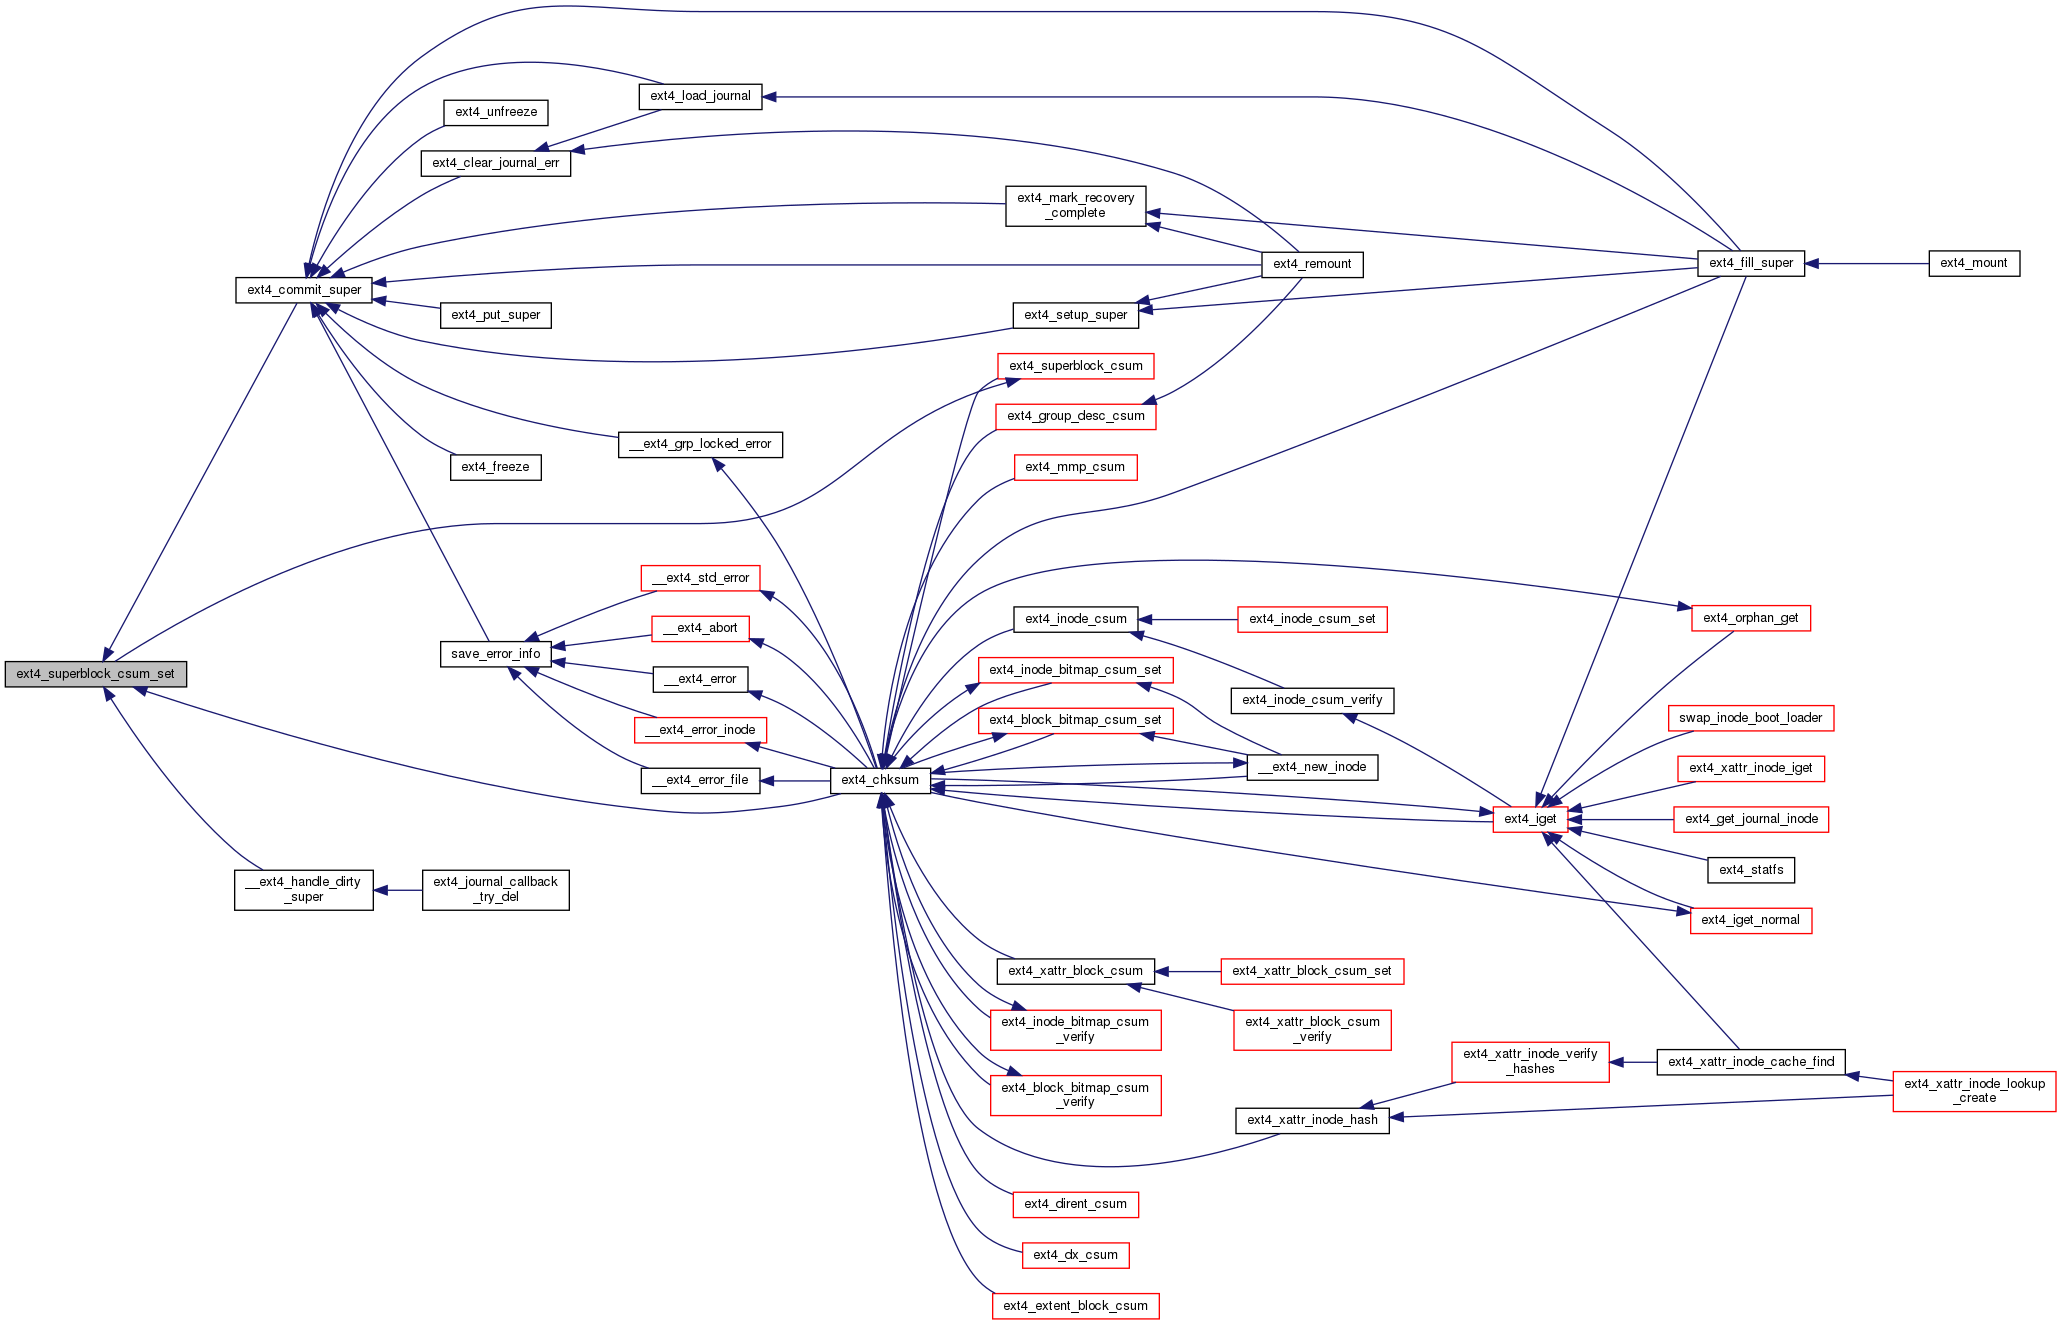 ext4_load_journal
ext4_unfreeze
ext4_clear_journal_err
ext4_mark_recovery
_complete
ext4_remount
ext4_fill_super
ext4_mount
ext4_commit_super
ext4_put_super
ext4_setup_super
ext4_superblock_csum
ext4_group_desc_csum
__ext4_grp_locked_error
ext4_freeze
ext4_mmp_csum
__ext4_std_error
ext4_inode_csum
ext4_inode_csum_set
ext4_orphan_get
__ext4_abort
save_error_info
ext4_superblock_csum_set
__ext4_error
ext4_inode_bitmap_csum_set
ext4_inode_csum_verify
ext4_block_bitmap_csum_set
swap_inode_boot_loader
__ext4_error_inode
__ext4_error_file
ext4_chksum
__ext4_new_inode
ext4_xattr_inode_iget
ext4_iget
ext4_get_journal_inode
ext4_statfs
__ext4_handle_dirty
_super
ext4_journal_callback
_try_del
ext4_iget_normal
ext4_xattr_block_csum
ext4_xattr_block_csum_set
ext4_inode_bitmap_csum
_verify
ext4_xattr_block_csum
_verify
ext4_xattr_inode_verify
_hashes
ext4_xattr_inode_cache_find
ext4_block_bitmap_csum
_verify
ext4_xattr_inode_lookup
_create
ext4_xattr_inode_hash
ext4_dirent_csum
ext4_dx_csum
ext4_extent_block_csum